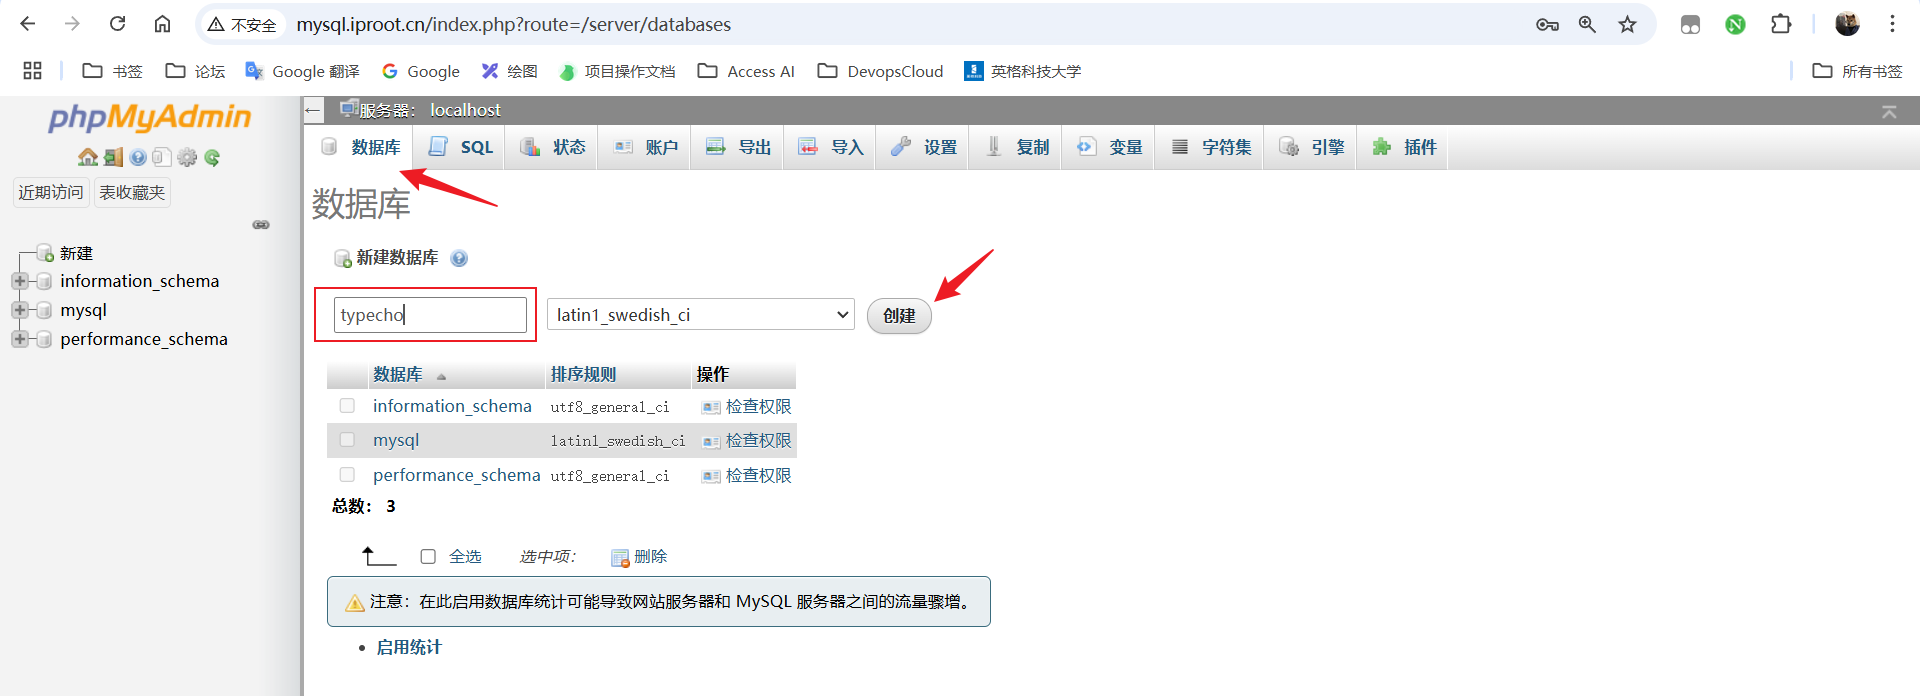 不安全 mysql.iproot.cn/index.php?route=/server/databases
书签 论坛 Google 翻译 Google 绘图 项目操作文档 Access AI DevopsCloud 英格科技大学 所有书签
phpMyAdmin
近期访问 表收藏夹
新建
information_schema
mysql
performance_schema
服务器： localhost
数据库 SQL 状态 账户 导出 导入 设置 复制 变量 字符集 引擎 插件
数据库
新建数据库
typecho latin1_swedish_ci 创建
数据库 排序规则 操作
information_schema utf8_general_ci 检查权限
mysql latin1_swedish_ci 检查权限
performance_schema utf8_general_ci 检查权限
总数： 3
全选 选中项： 删除
注意：在此启用数据库统计可能导致网站服务器和 MySQL 服务器之间的流量骤增。
启用统计